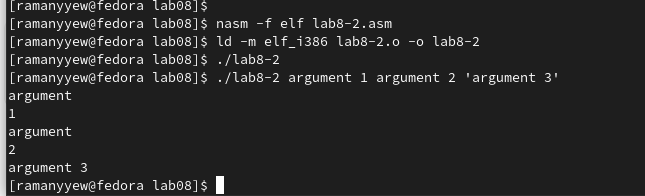 [ramanyyew@fedora lab08]$
[ramanyyew@fedora lab08]$ nasm -f elf lab8-2.asm
[ramanyyew@fedora lab08]$ ld -m elf_i386 lab8-2.o -o lab8-2
[ramanyyew@fedora lab08]$ ./lab8-2
[ramanyyew@fedora lab08]$ ./lab8-2 argument 1 argument 2 'argument 3'
argument
1
argument
2
argument 3
[ramanyyew@fedora lab08]$